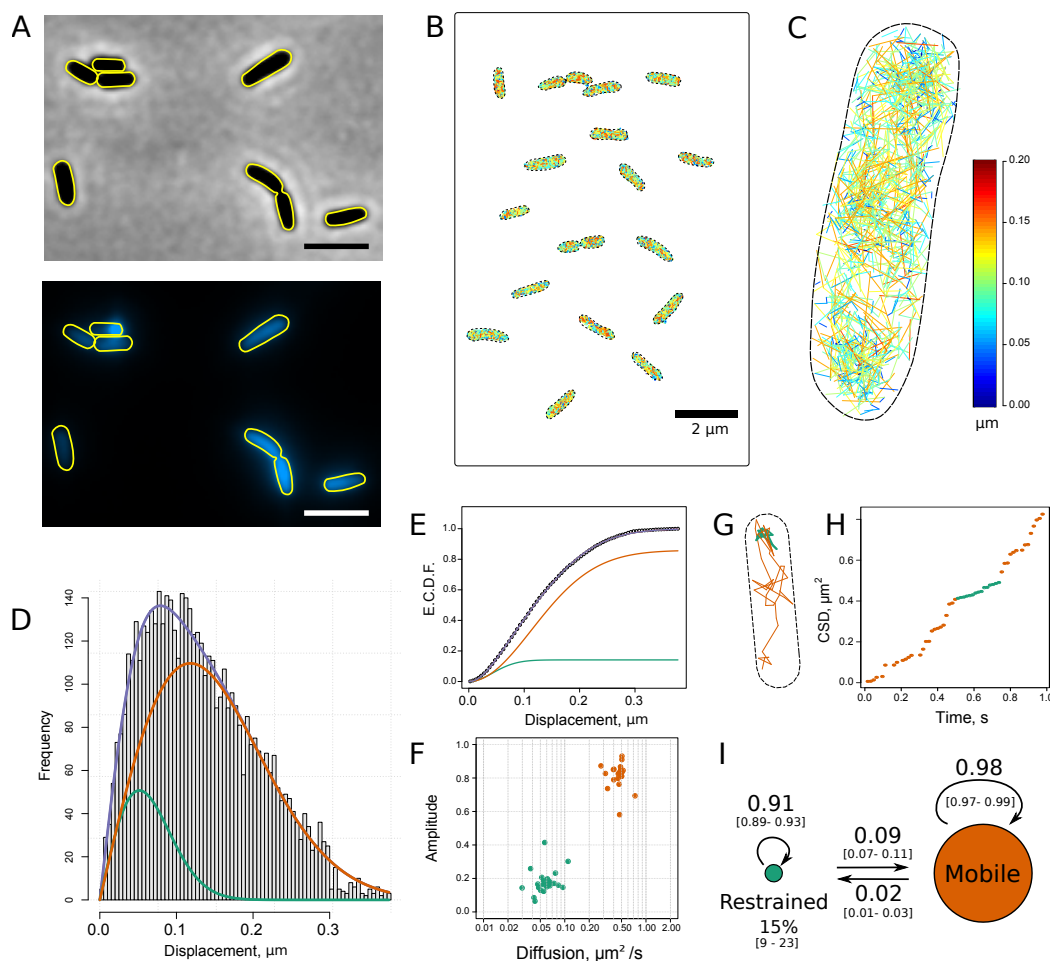 A
B
2 μm
C
0.20
0.15
0.10
0.05
0.00
μm
D
140
120
100
80
60
40
20
0
Frequency
0.0
0.1
0.2
0.3
Displacement, μm
E
1.0
0.8
0.6
0.4
0.2
0.0
E.C.D.F.
0.0
0.1
0.2
0.3
Displacement, μm
F
1.0
0.8
0.6
0.4
0.2
0.0
Amplitude
0.01 0.02 0.05 0.10 0.20 0.50 1.00 2.00
Diffusion, μm²/s
G
H
0.8
0.6
0.4
0.2
0.0
CSD, μm²
0.0 0.2 0.4 0.6 0.8 1.0
Time, s
I
0.91
[0.89- 0.93]
Restrained
15%
[9 - 23]
0.09
[0.07- 0.11]
0.02
[0.01- 0.03]
0.98
[0.97- 0.99]
Mobile